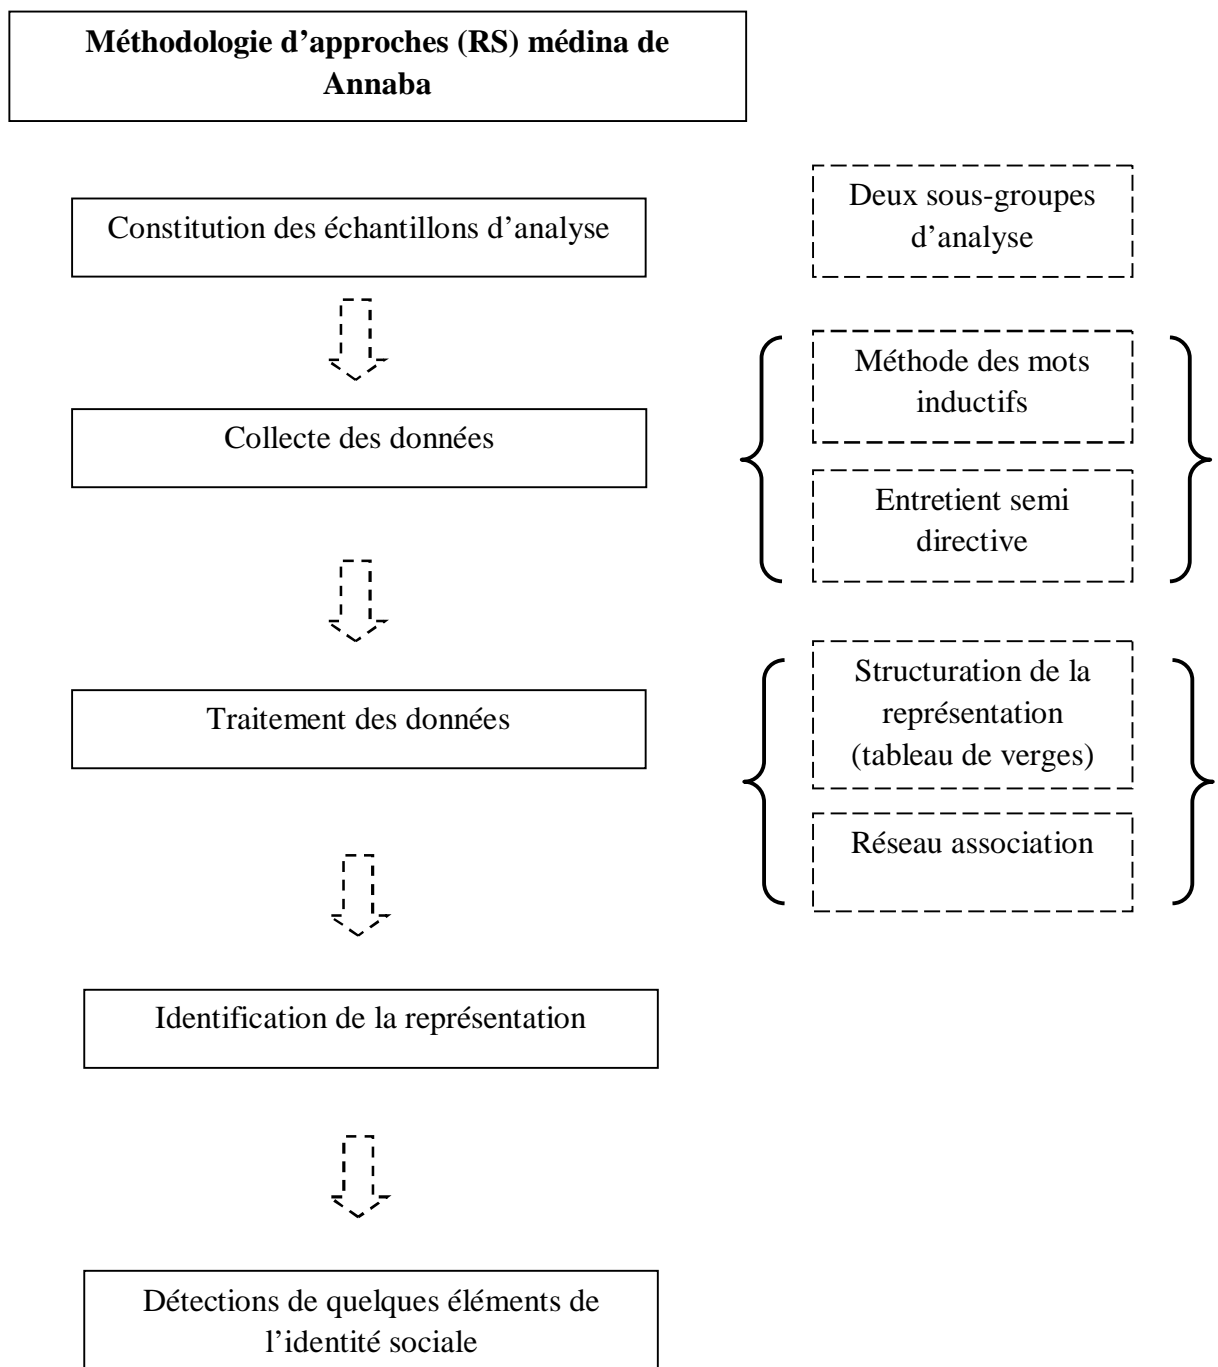 Méthodologie d’approches (RS) médina de
Annaba
Constitution des échantillons d’analyse
Deux sous-groupes
d’analyse
Collecte des données
Méthode des mots
inductifs
Entretient semi
directive
Traitement des données
Structuration de la
représentation
(tableau de verges)
Réseau association
Identification de la représentation
Détections de quelques éléments de
l’identité sociale